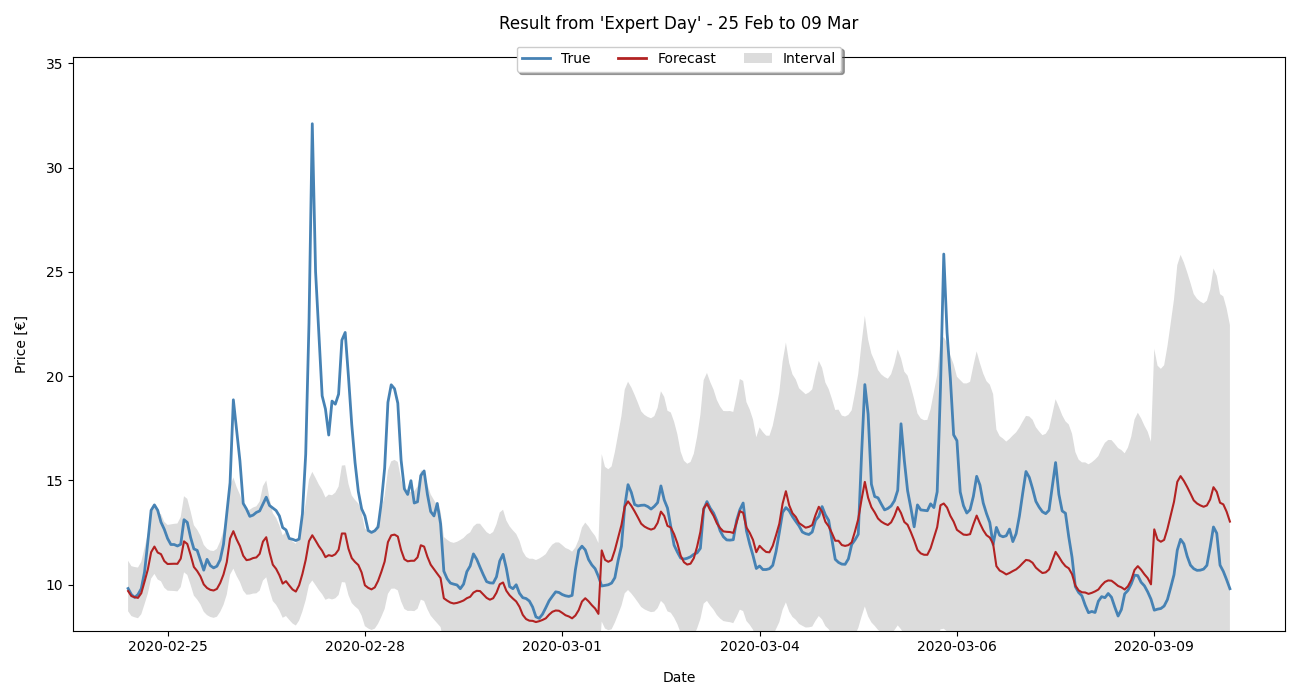 Result from 'Expert Day' - 25 Feb to 09 Mar
True Forecast Interval
35
30
25
20
15
10
Price [€]
2020-02-25 2020-02-28 2020-03-01 2020-03-04 2020-03-06 2020-03-09
Date